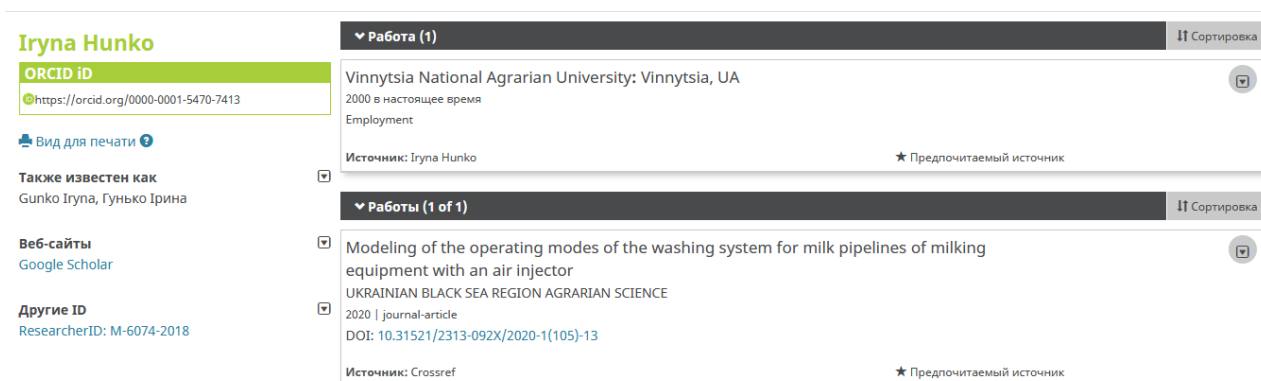 Iryna Hunko
ORCID iD
https://orcid.org/0000-0001-5470-7413
Вид для печати
Также известен как
Gunko Iryna, Гунько Ірина
Веб-сайты
Google Scholar
Другие ID
ResearcherID: M-6074-2018
Работа (1)
Сортировка
Vinnytsia National Agrarian University: Vinnytsia, UA
2000 в настоящее время
Employment
Источник: Iryna Hunko
Предпочитаемый источник
Работы (1 of 1)
Сортировка
Modeling of the operating modes of the washing system for milk pipelines of milking
equipment with an air injector
UKRAINIAN BLACK SEA REGION AGRARIAN SCIENCE
2020 | journal-article
DOI: 10.31521/2313-092X/2020-1(105)-13
Источник: Crossref
Предпочитаемый источник